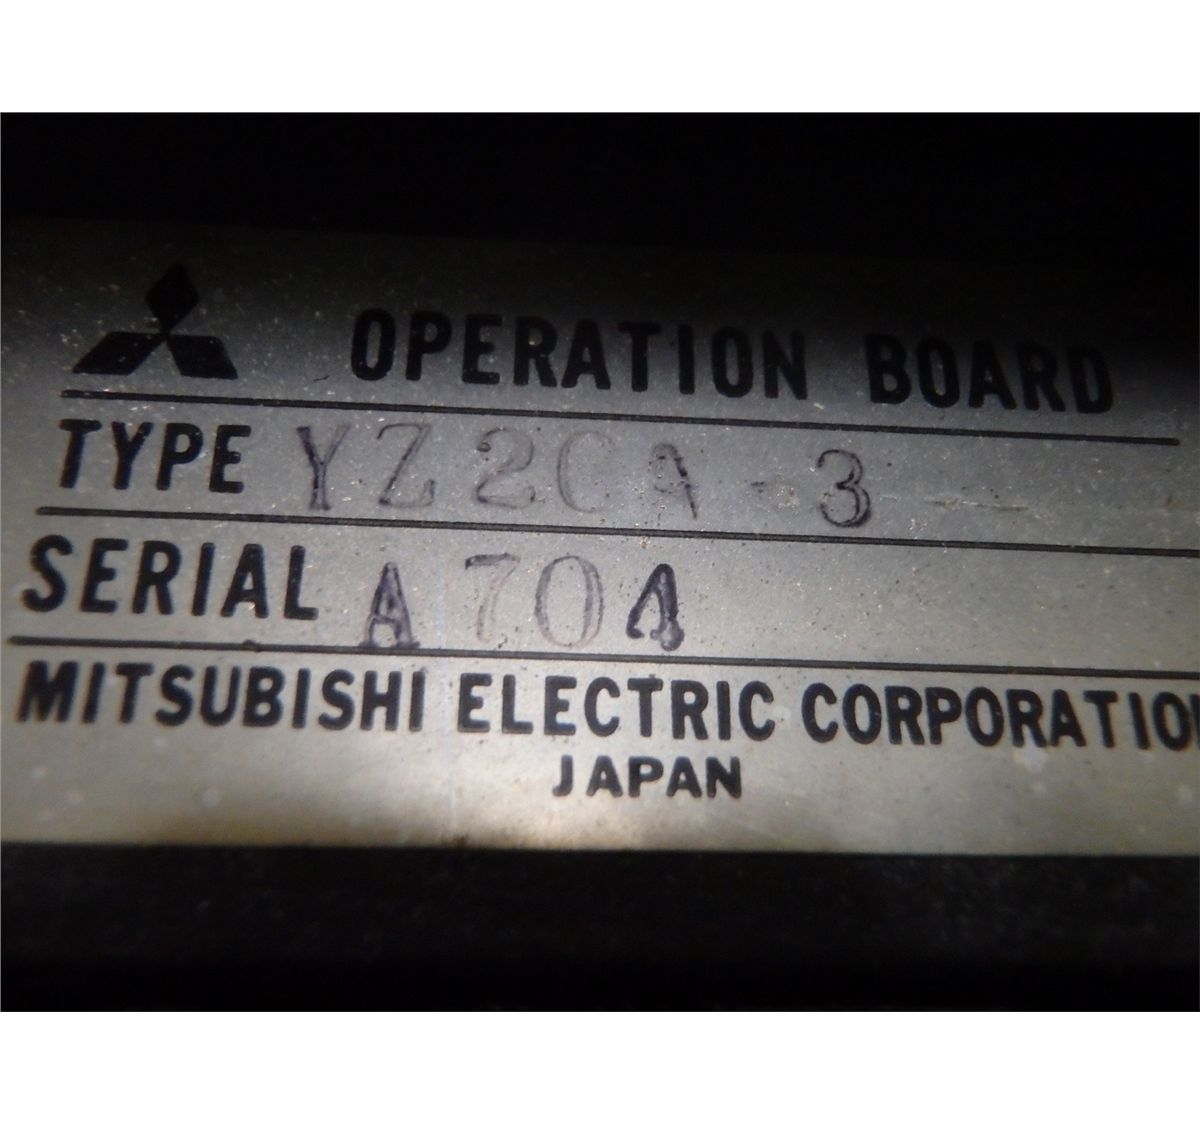 OPERATION BOARD
TYPE YZ2CA-3
SERIAL A704
MITSUBISHI ELECTRIC CORPORATIO
JAPAN